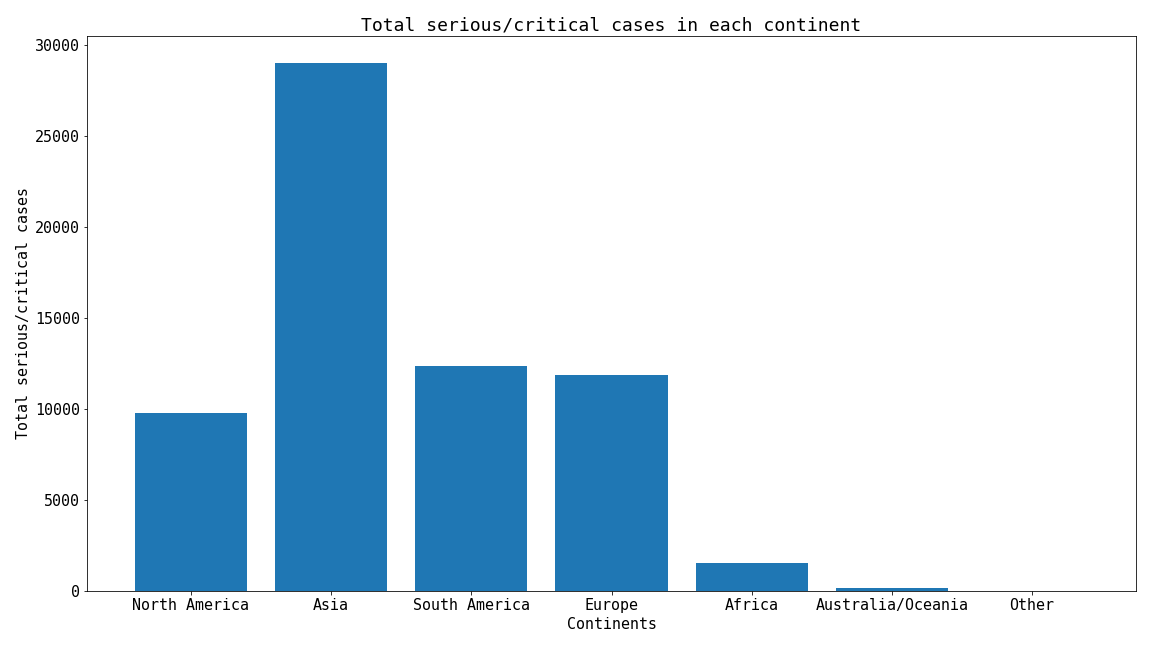 Total serious/critical cases in each continent
30000
25000
20000
15000
10000
5000
0
Total serious/critical cases
North America Asia South America Europe Africa Australia/Oceania Other
Continents